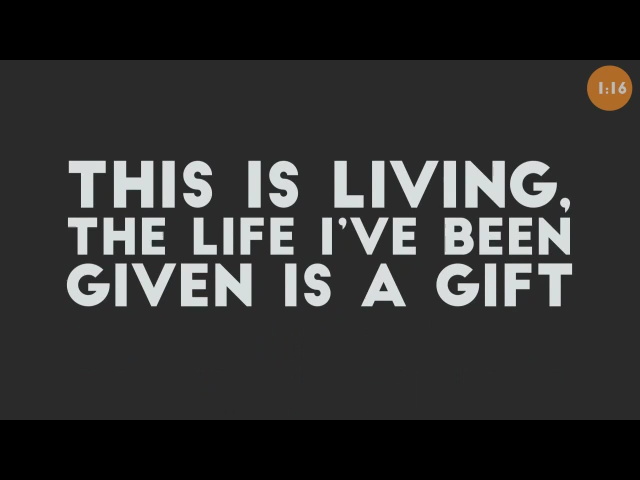 1:16
THIS IS LIVING,
THE LIFE I'VE BEEN
GIVEN IS A GIFT